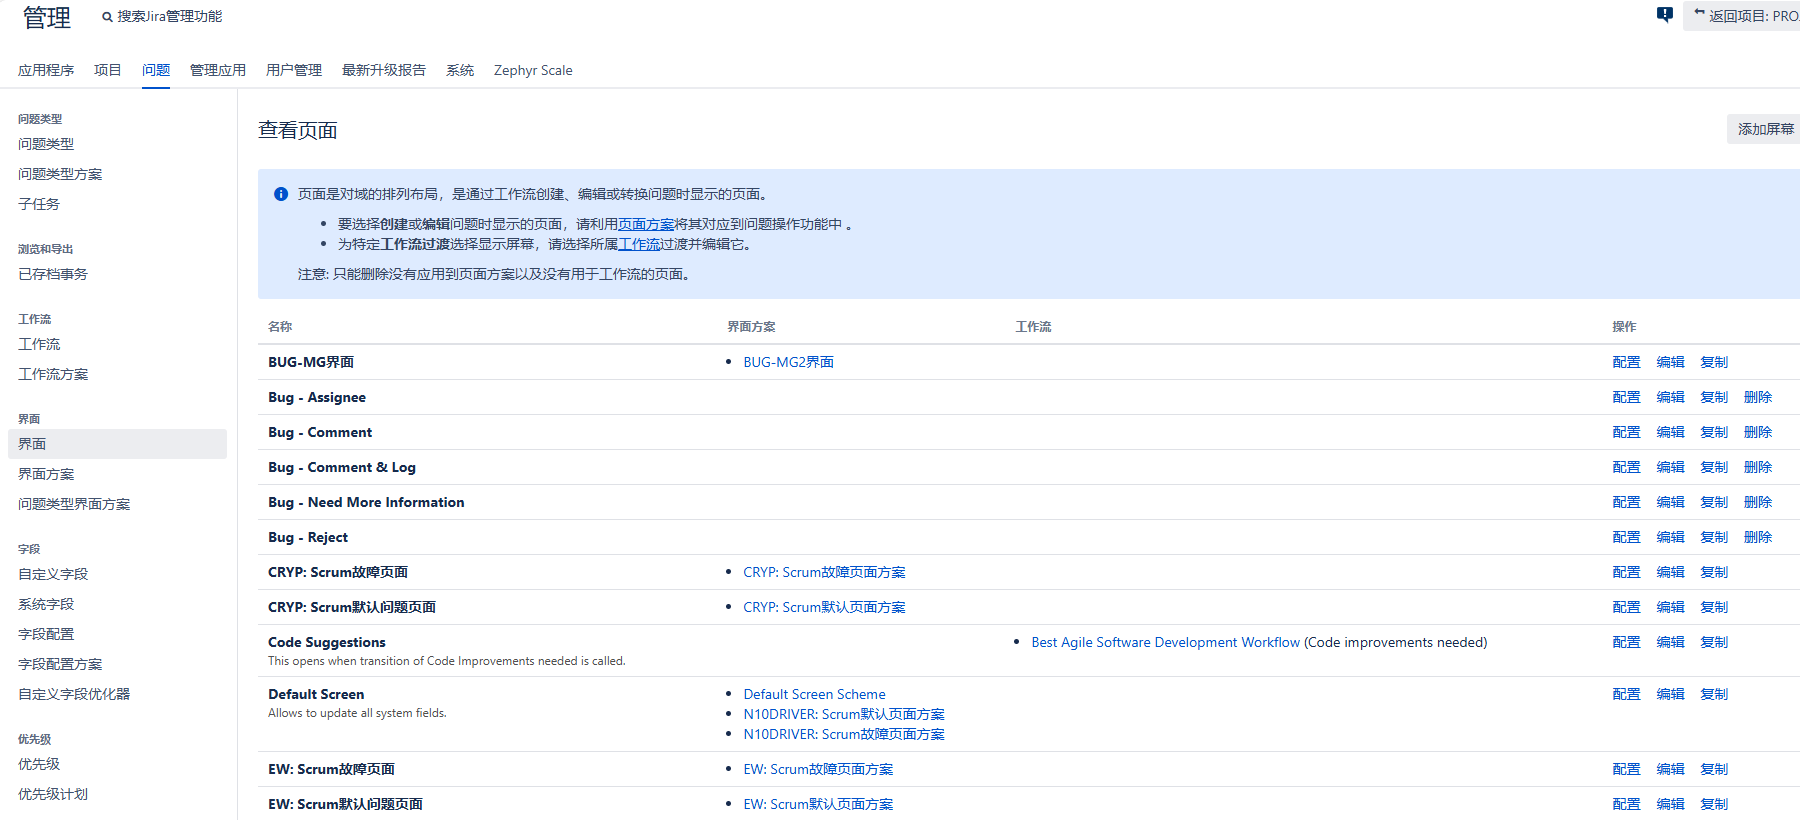 管理
搜索Jira管理功能
返回项目: PRO
应用程序 项目 问题 管理应用 用户管理 最新升级报告 系统 Zephyr Scale
问题类型
问题类型
问题类型方案
子任务
浏览和导出
已存档事务
工作流
工作流
工作流方案
界面
界面
界面方案
问题类型界面方案
字段
自定义字段
系统字段
字段配置
字段配置方案
自定义字段优化器
优先级
优先级
优先级计划
查看页面
添加屏幕
页面是对域的排列布局，是通过工作流创建、编辑或转换问题时显示的页面。
• 要选择创建或编辑问题时显示的页面，请利用页面方案将其对应到问题操作功能中 。
• 为特定工作流过渡选择显示屏幕，请选择所属工作流过渡并编辑它。
注意: 只能删除没有应用到页面方案以及没有用于工作流的页面。
名称 界面方案 工作流 操作
BUG-MG界面 • BUG-MG2界面 配置 编辑 复制
Bug - Assignee 配置 编辑 复制 删除
Bug - Comment 配置 编辑 复制 删除
Bug - Comment & Log 配置 编辑 复制 删除
Bug - Need More Information 配置 编辑 复制 删除
Bug - Reject 配置 编辑 复制 删除
CRYP: Scrum故障页面 • CRYP: Scrum故障页面方案 配置 编辑 复制
CRYP: Scrum默认问题页面 • CRYP: Scrum默认页面方案 配置 编辑 复制
Code Suggestions • Best Agile Software Development Workflow (Code improvements needed) 配置 编辑 复制
This opens when transition of Code Improvements needed is called.
Default Screen • Default Screen Scheme 配置 编辑 复制
Allows to update all system fields. • N10DRIVER: Scrum默认页面方案
• N10DRIVER: Scrum故障页面方案
EW: Scrum故障页面 • EW: Scrum故障页面方案 配置 编辑 复制
EW: Scrum默认问题页面 • EW: Scrum默认页面方案 配置 编辑 复制